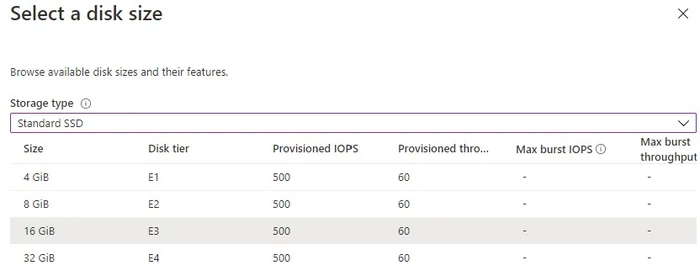 Select a disk size
Browse available disk sizes and their features.
Storage type
Standard SSD
Size Disk tier Provisioned IOPS Provisioned thro... Max burst IOPS Max burst throughput
4 GiB E1 500 60 - -
8 GiB E2 500 60 - -
16 GiB E3 500 60 - -
32 GiB E4 500 60 - -